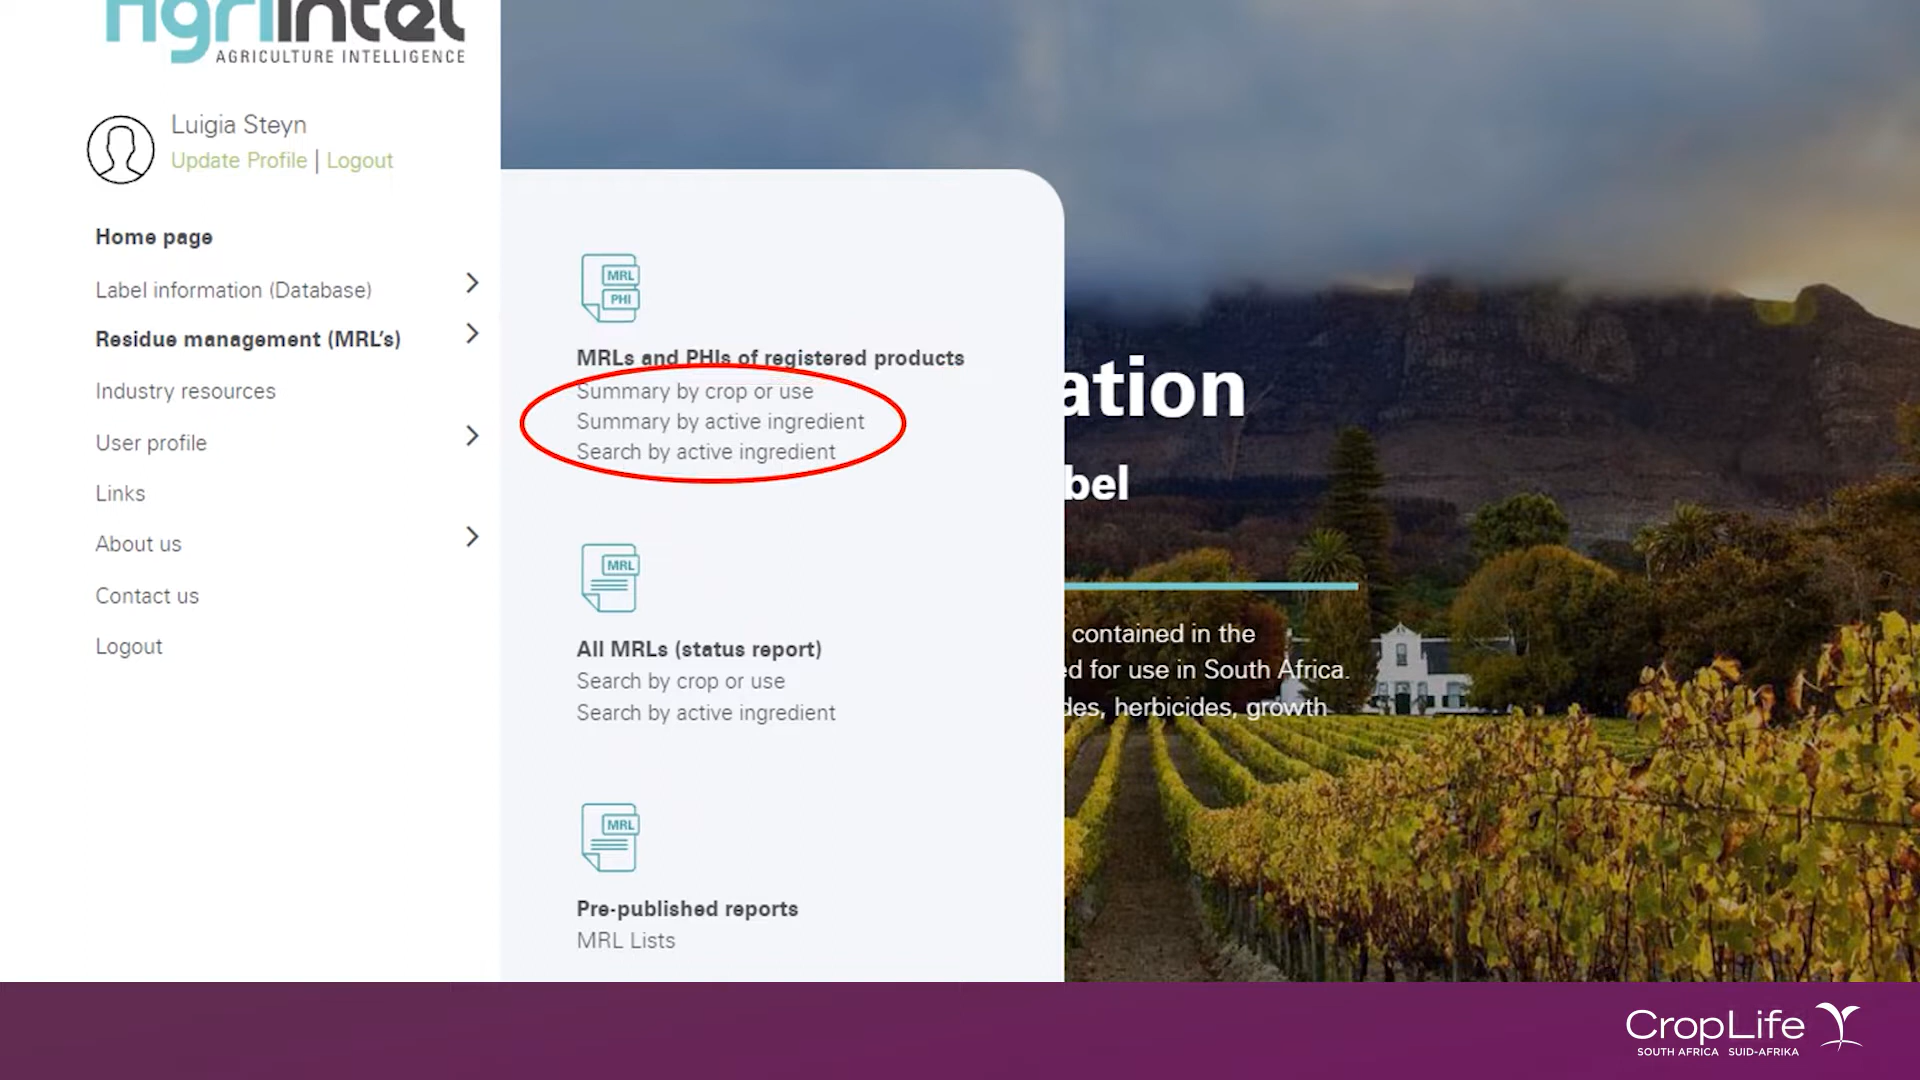 AgriIntel
AGRICULTURE INTELLIGENCE
Luigia Steyn
Update Profile | Logout
Home page
Label information (Database)
Residue management (MRL's)
Industry resources
User profile
Links
About us
Contact us
Logout
MRL
PHI
MRLs and PHIs of registered products
Summary by crop or use
Summary by active ingredient
Search by active ingredient
MRL
All MRLs (status report)
Search by crop or use
Search by active ingredient
MRL
Pre-published reports
MRL Lists
ation
bel
contained in the
ed for use in South Africa.
des, herbicides, growth
CropLife
SOUTH AFRICA SUID-AFRIKA